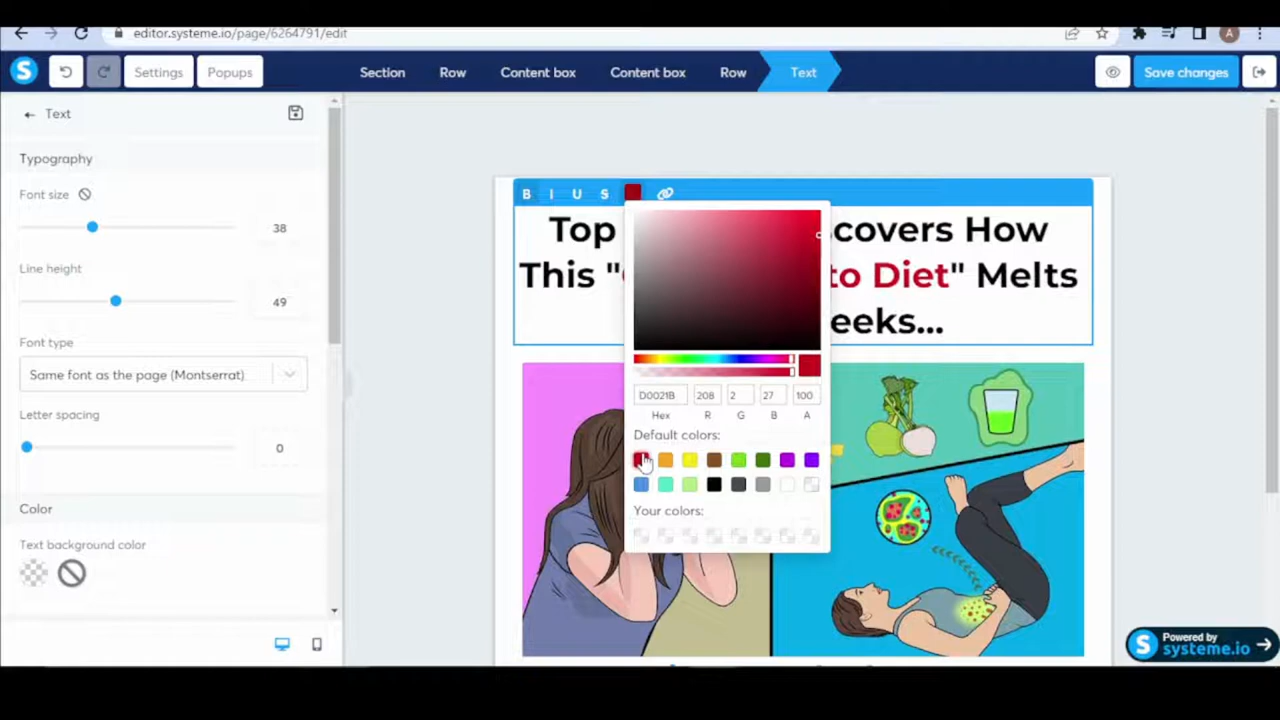 editor.systeme.io/page/6264791/edit
A
S
Settings
Popups
Section
Row
Content box
Content box
Row
Text
Save changes
Text
Typography
Font size
38
Line height
49
Font type
Same font as the page (Montserrat)
Letter spacing
0
Color
Text background color
B I U S
Top covers How
This " to Diet" Melts
eeks...
D0021B 208 2 27 100
Hex R G B A
Default colors:
Your colors:
S
Powered by
systeme.io